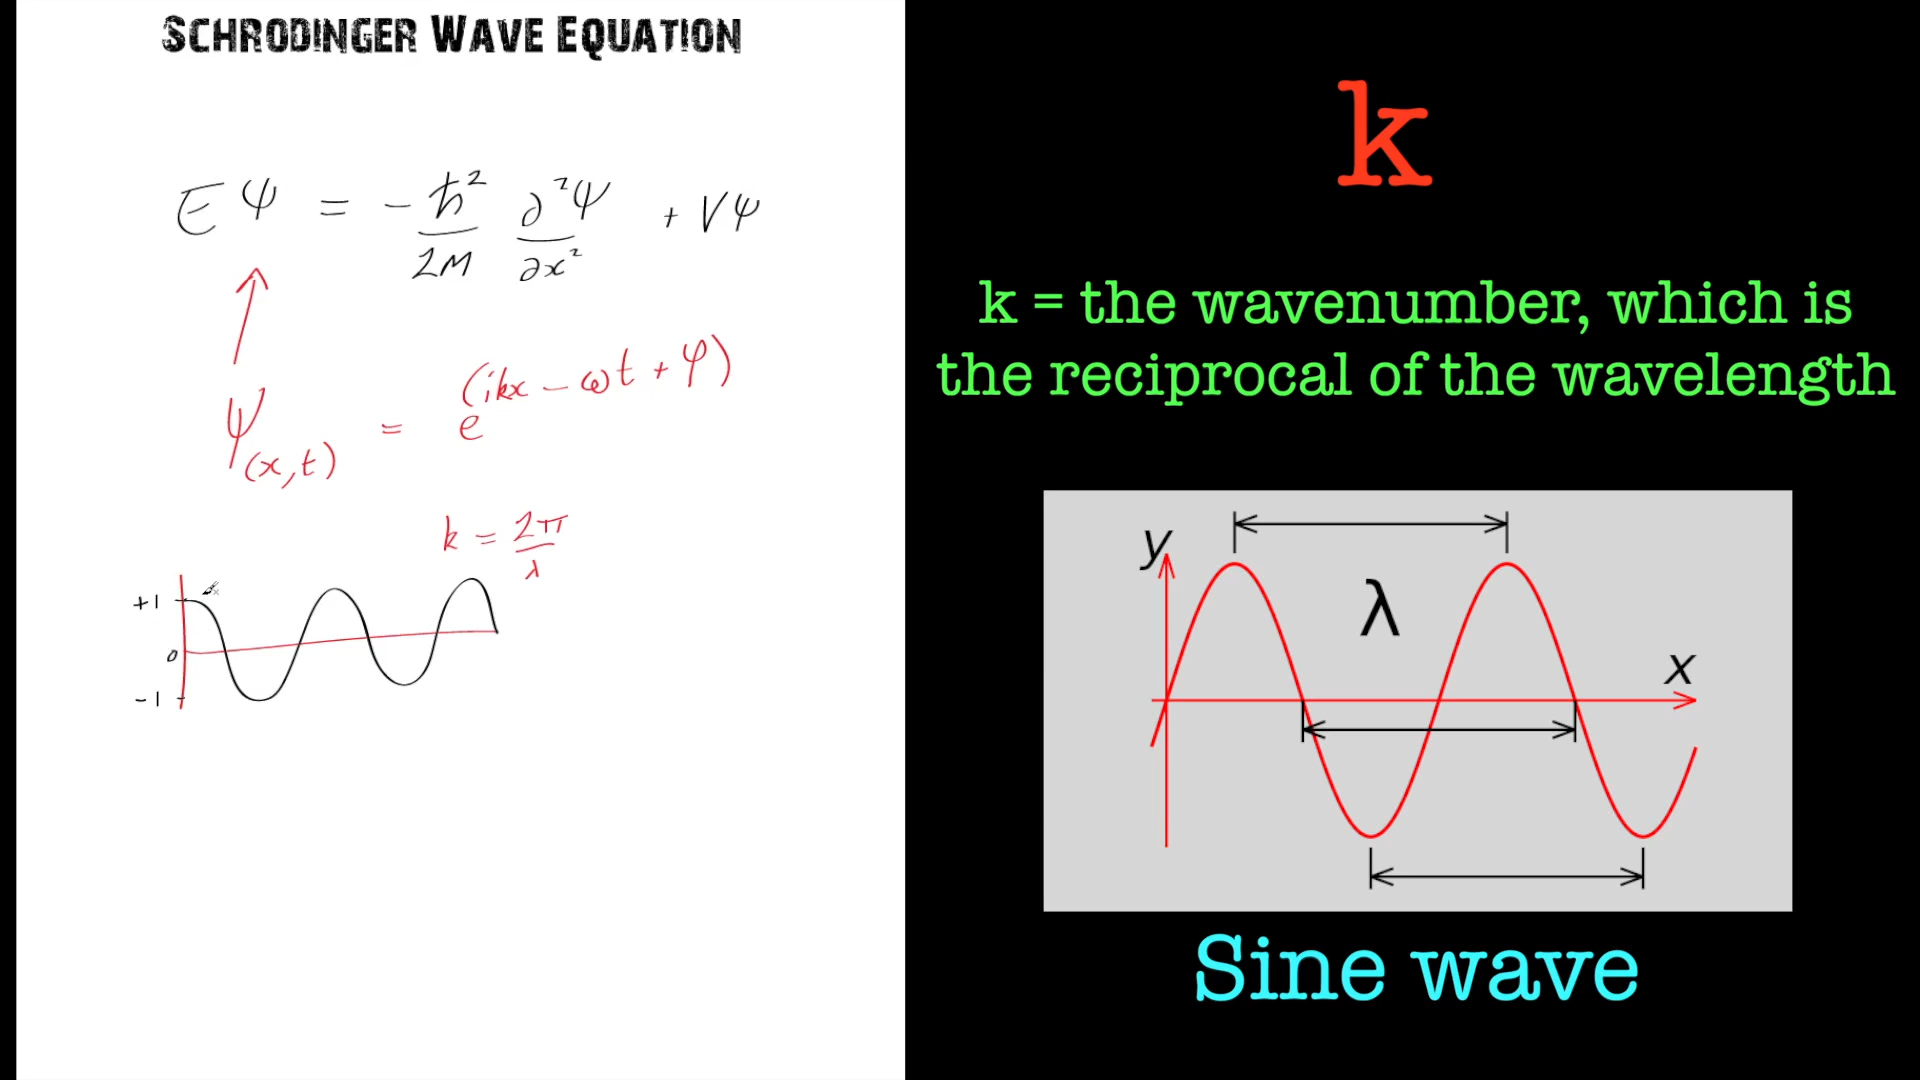 SCHRODINGER WAVE EQUATION
Eψ = -ℏ²/2M ∂²ψ/∂x² + Vψ
ψ(x,t) = e^(ikx - ωt + φ)
k = 2π/λ
+1
0
-1
k
k = the wavenumber, which is
the reciprocal of the wavelength
y
λ
x
Sine wave